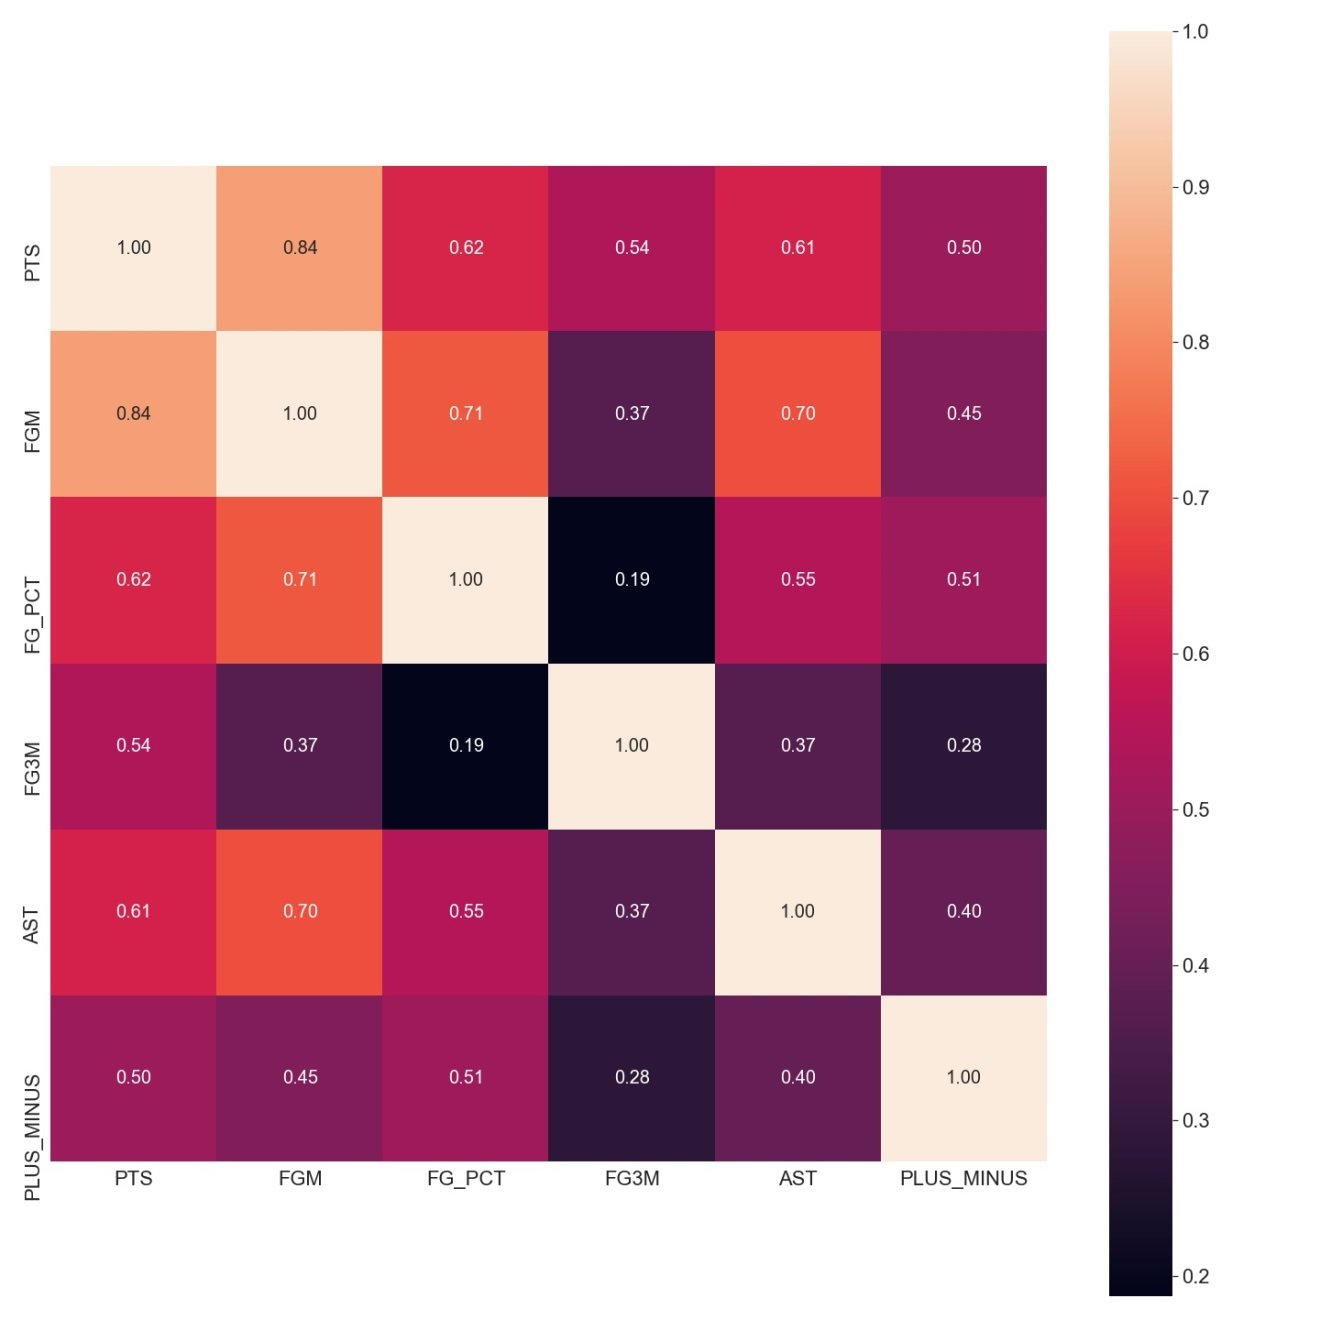 PTS 1.00 0.84 0.62 0.54 0.61 0.50
FGM 0.84 1.00 0.71 0.37 0.70 0.45
FG_PCT 0.62 0.71 1.00 0.19 0.55 0.51
FG3M 0.54 0.37 0.19 1.00 0.37 0.28
AST 0.61 0.70 0.55 0.37 1.00 0.40
PLUS_MINUS 0.50 0.45 0.51 0.28 0.40 1.00
PTS FGM FG_PCT FG3M AST PLUS_MINUS
1.0
0.9
0.8
0.7
0.6
0.5
0.4
0.3
0.2